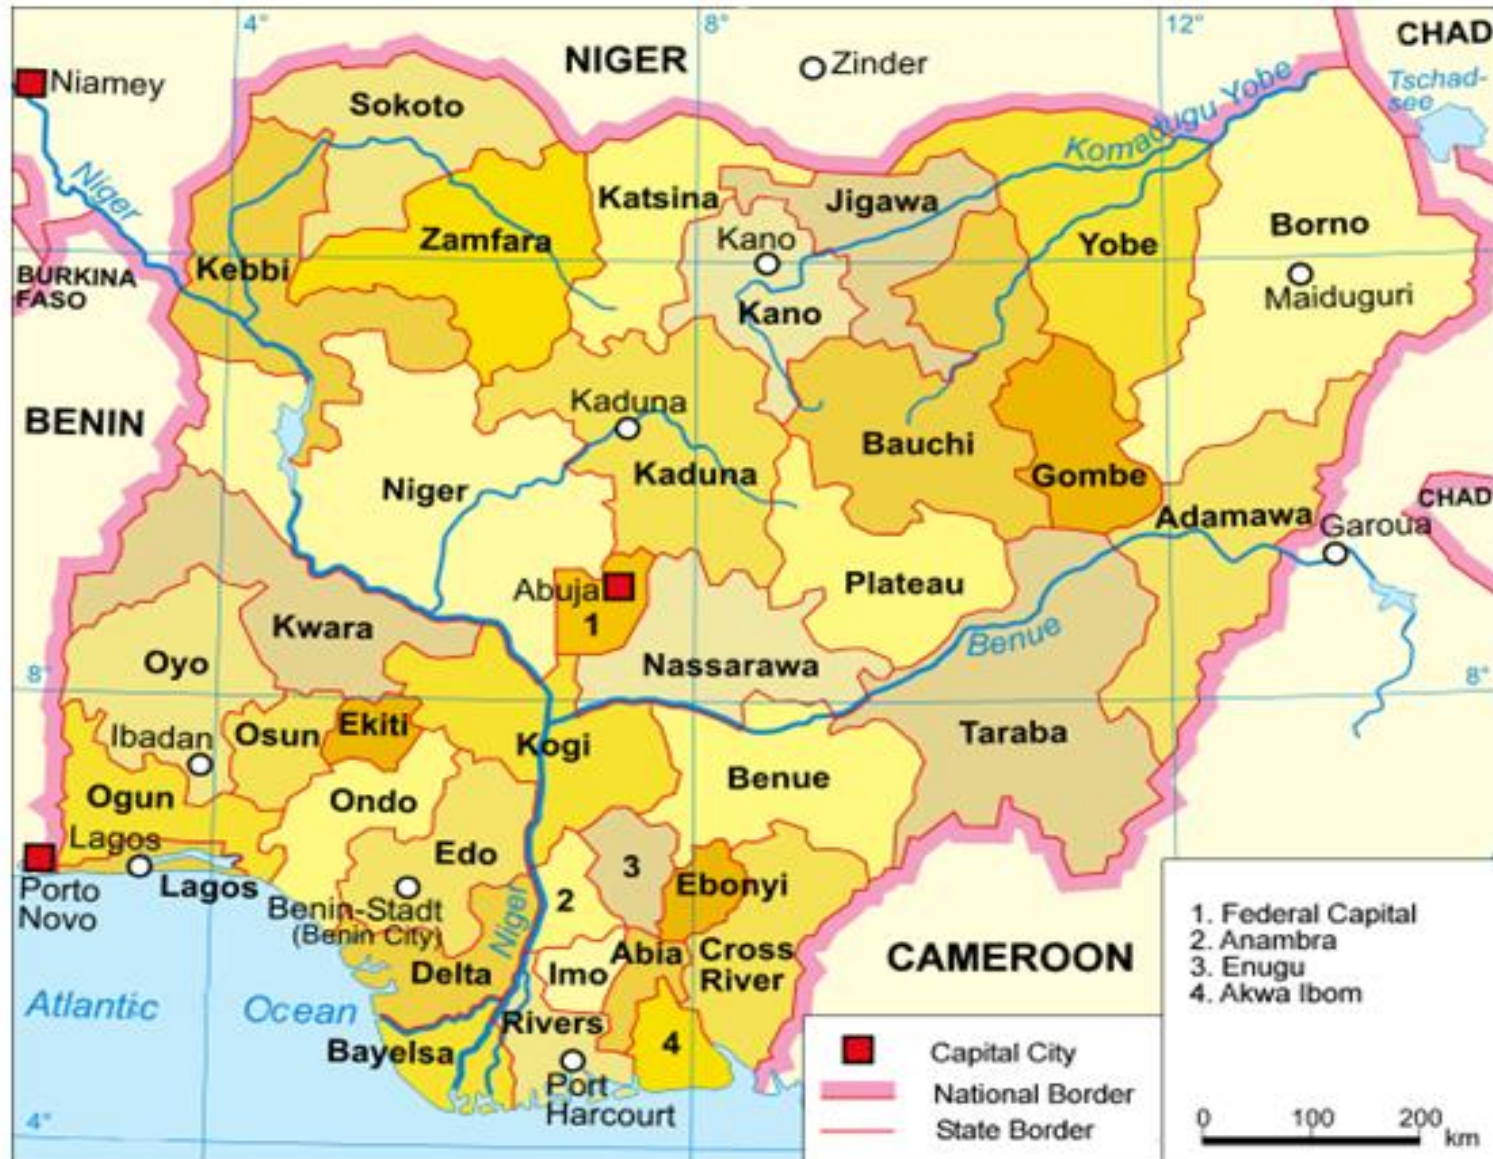 4°
8°
12°
NIGER
CHAD
Zinder
Niamey
Sokoto
Komadugu Yobe
Tschad-
see
Niger
Katsina
Jigawa
Zamfara
Kano
Yobe
Borno
BURKINA
FASO
Kebbi
Maiduguri
Kano
BENIN
Kaduna
Bauchi
Kaduna
Gombe
Niger
CHAD
Adamawa
Garoua
Abuja
Plateau
1
Kwara
Benue
Oyo
Nassarawa
8°
8°
Ekiti
Osun
Ibadan
Kogi
Taraba
Benue
Ogun
Ondo
Lagos
Edo
3
Ebonyi
Porto
Novo
Lagos
2
Benin-Stadt
(Benin City)
Niger
Abia
Cross
River
CAMEROON
Delta
Imo
Atlantic
Ocean
Rivers
Bayelsa
4
Port
Harcourt
4°
1. Federal Capital
2. Anambra
3. Enugu
4. Akwa Ibom
Capital City
National Border
State Border
0 100 200
km